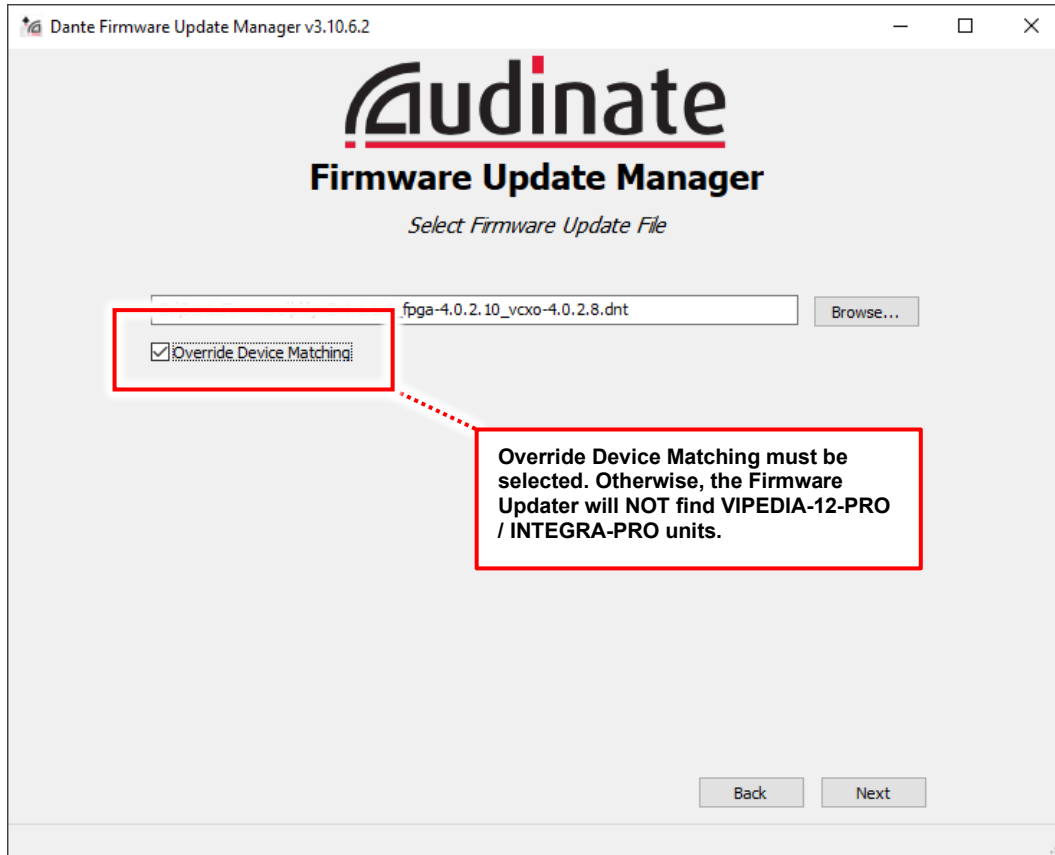 Dante Firmware Update Manager v3.10.6.2
Audinate
Firmware Update Manager
Select Firmware Update File
_fpga-4.0.2.10_vcxo-4.0.2.8.dnt
Browse...
Override Device Matching
Override Device Matching must be
selected. Otherwise, the Firmware
Updater will NOT find VIPEDIA-12-PRO
/ INTEGRA-PRO units.
Back
Next